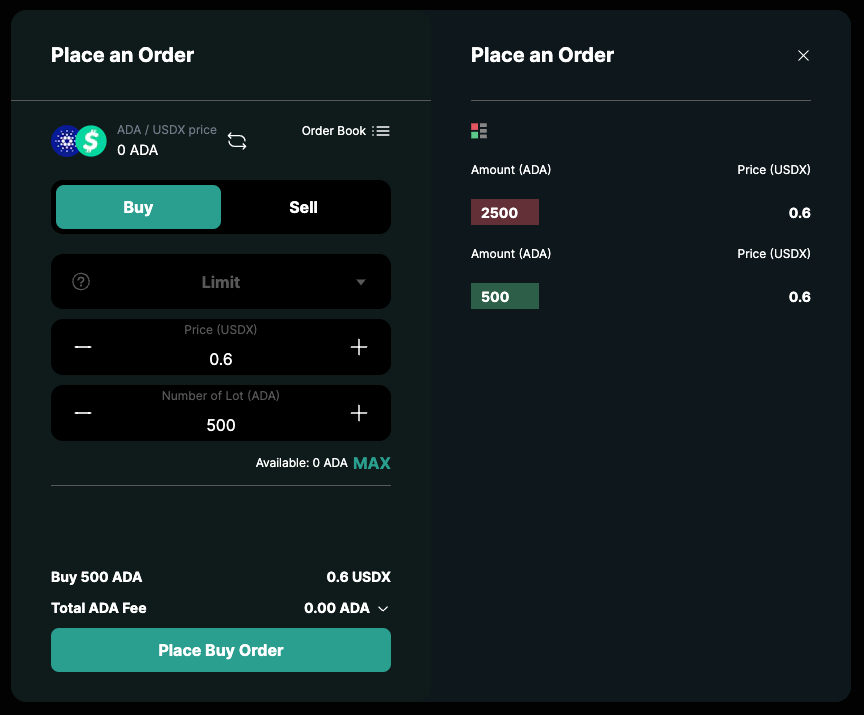 Place an Order
ADA / USDX price
0 ADA
Order Book
Buy Sell
Limit
Price (USDX)
0.6
Number of Lot (ADA)
500
Available: 0 ADA MAX
Buy 500 ADA 0.6 USDX
Total ADA Fee 0.00 ADA
Place Buy Order
Place an Order
Amount (ADA) Price (USDX)
2500 0.6
Amount (ADA) Price (USDX)
500 0.6